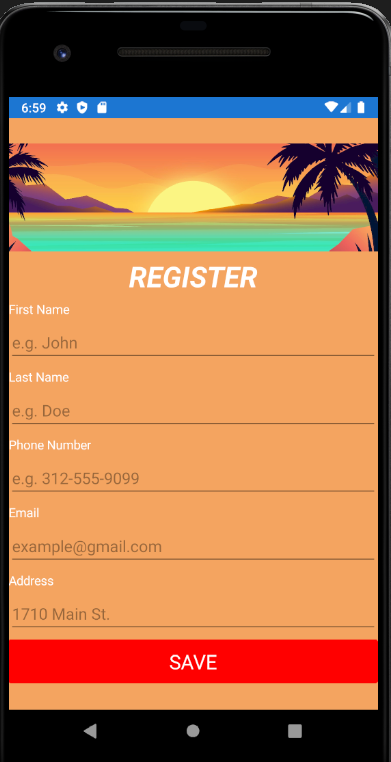 6:59
REGISTER
First Name
e.g. John
Last Name
e.g. Doe
Phone Number
e.g. 312-555-9099
Email
example@gmail.com
Address
1710 Main St.
SAVE